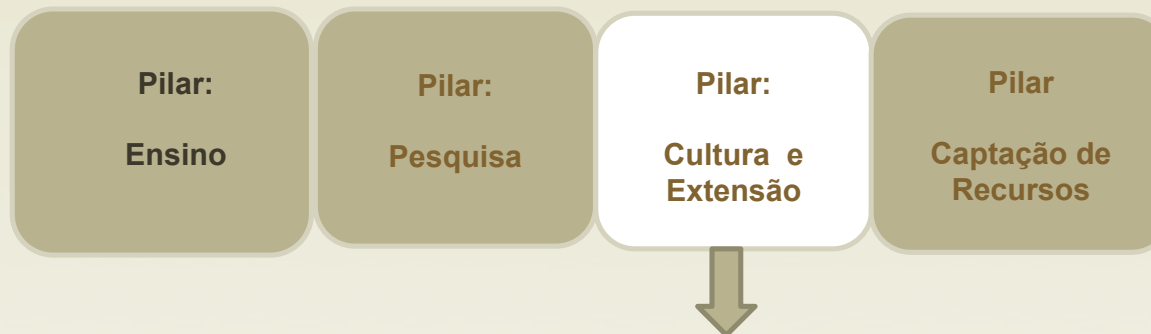 Pilar:
Ensino
Pilar:
Pesquisa
Pilar:
Cultura e
Extensão
Pilar
Captação de
Recursos